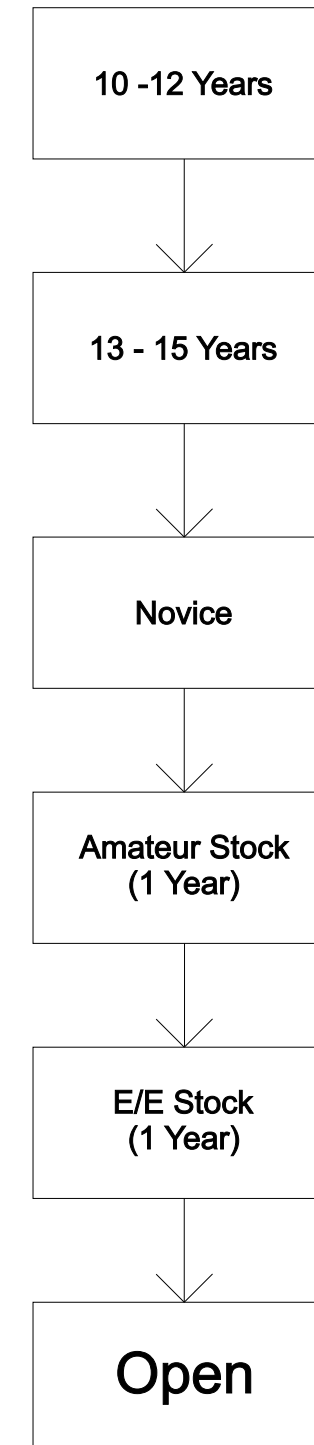 10 -12 Years
13 - 15 Years
Novice
Amateur Stock
(1 Year)
E/E Stock
(1 Year)
Open